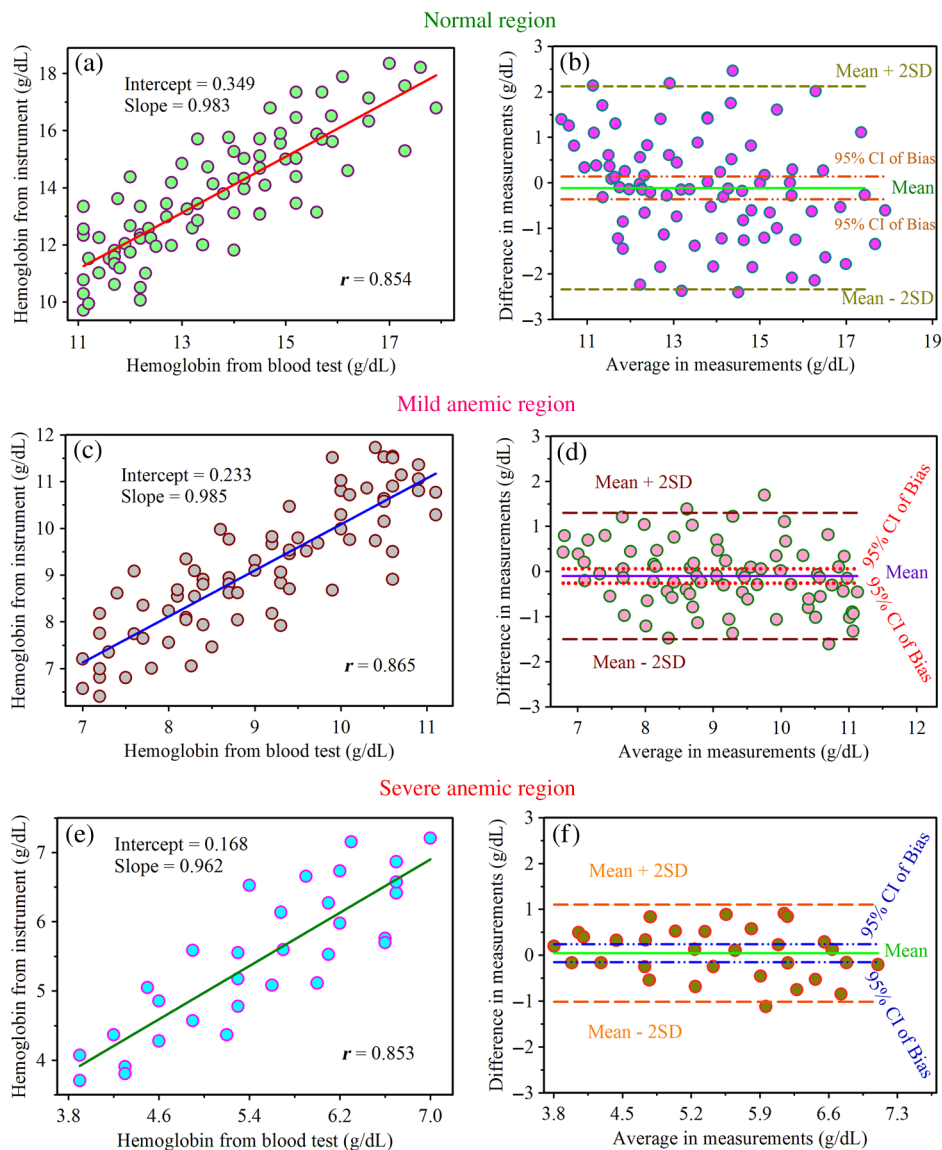 Normal region
(a)
Intercept = 0.349
Slope = 0.983
r = 0.854
Hemoglobin from instrument (g/dL)
18
16
14
12
10
11 13 15 17
Hemoglobin from blood test (g/dL)
(b)
Mean + 2SD
95% CI of Bias
Mean
95% CI of Bias
Mean - 2SD
Difference in measurements (g/dL)
3
2
1
0
−1
−2
−3
11 13 15 17 19
Average in measurements (g/dL)
Mild anemic region
(c)
Intercept = 0.233
Slope = 0.985
r = 0.865
Hemoglobin from instrument (g/dL)
12
11
10
9
8
7
7 8 9 10 11
Hemoglobin from blood test (g/dL)
(d)
Mean + 2SD
95% CI of Bias
Mean
95% CI of Bias
Mean - 2SD
Difference in measurements (g/dL)
3
2
1
0
−1
−2
−3
7 8 9 10 11 12
Average in measurements (g/dL)
Severe anemic region
(e)
Intercept = 0.168
Slope = 0.962
r = 0.853
Hemoglobin from instrument (g/dL)
7
6
5
4
3.8 4.6 5.4 6.2 7.0
Hemoglobin from blood test (g/dL)
(f)
Mean + 2SD
95% CI of Bias
Mean
95% CI of Bias
Mean - 2SD
Difference in measurements (g/dL)
3
2
1
0
−1
−2
−3
3.8 4.5 5.2 5.9 6.6 7.3
Average in measurements (g/dL)